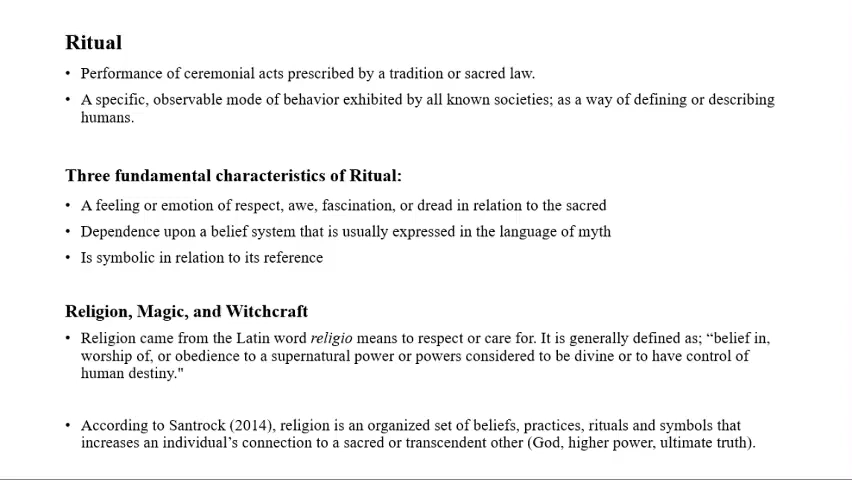 Ritual
• Performance of ceremonial acts prescribed by a tradition or sacred law.
• A specific, observable mode of behavior exhibited by all known societies; as a way of defining or describing
humans.
Three fundamental characteristics of Ritual:
• A feeling or emotion of respect, awe, fascination, or dread in relation to the sacred
• Dependence upon a belief system that is usually expressed in the language of myth
• Is symbolic in relation to its reference
Religion, Magic, and Witchcraft
• Religion came from the Latin word religio means to respect or care for. It is generally defined as; “belief in,
worship of, or obedience to a supernatural power or powers considered to be divine or to have control of
human destiny."
• According to Santrock (2014), religion is an organized set of beliefs, practices, rituals and symbols that
increases an individual’s connection to a sacred or transcendent other (God, higher power, ultimate truth).